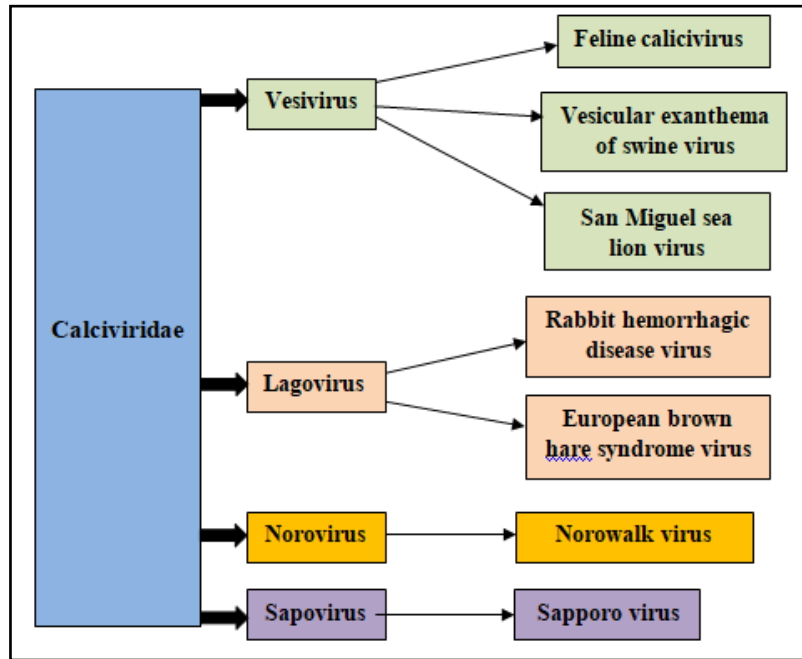 Calciviridae
Vesivirus
Feline calicivirus
Vesicular exanthema
of swine virus
San Miguel sea
lion virus
Lagovirus
Rabbit hemorrhagic
disease virus
European brown
hare syndrome virus
Norovirus
Norowalk virus
Sapovirus
Sapporo virus